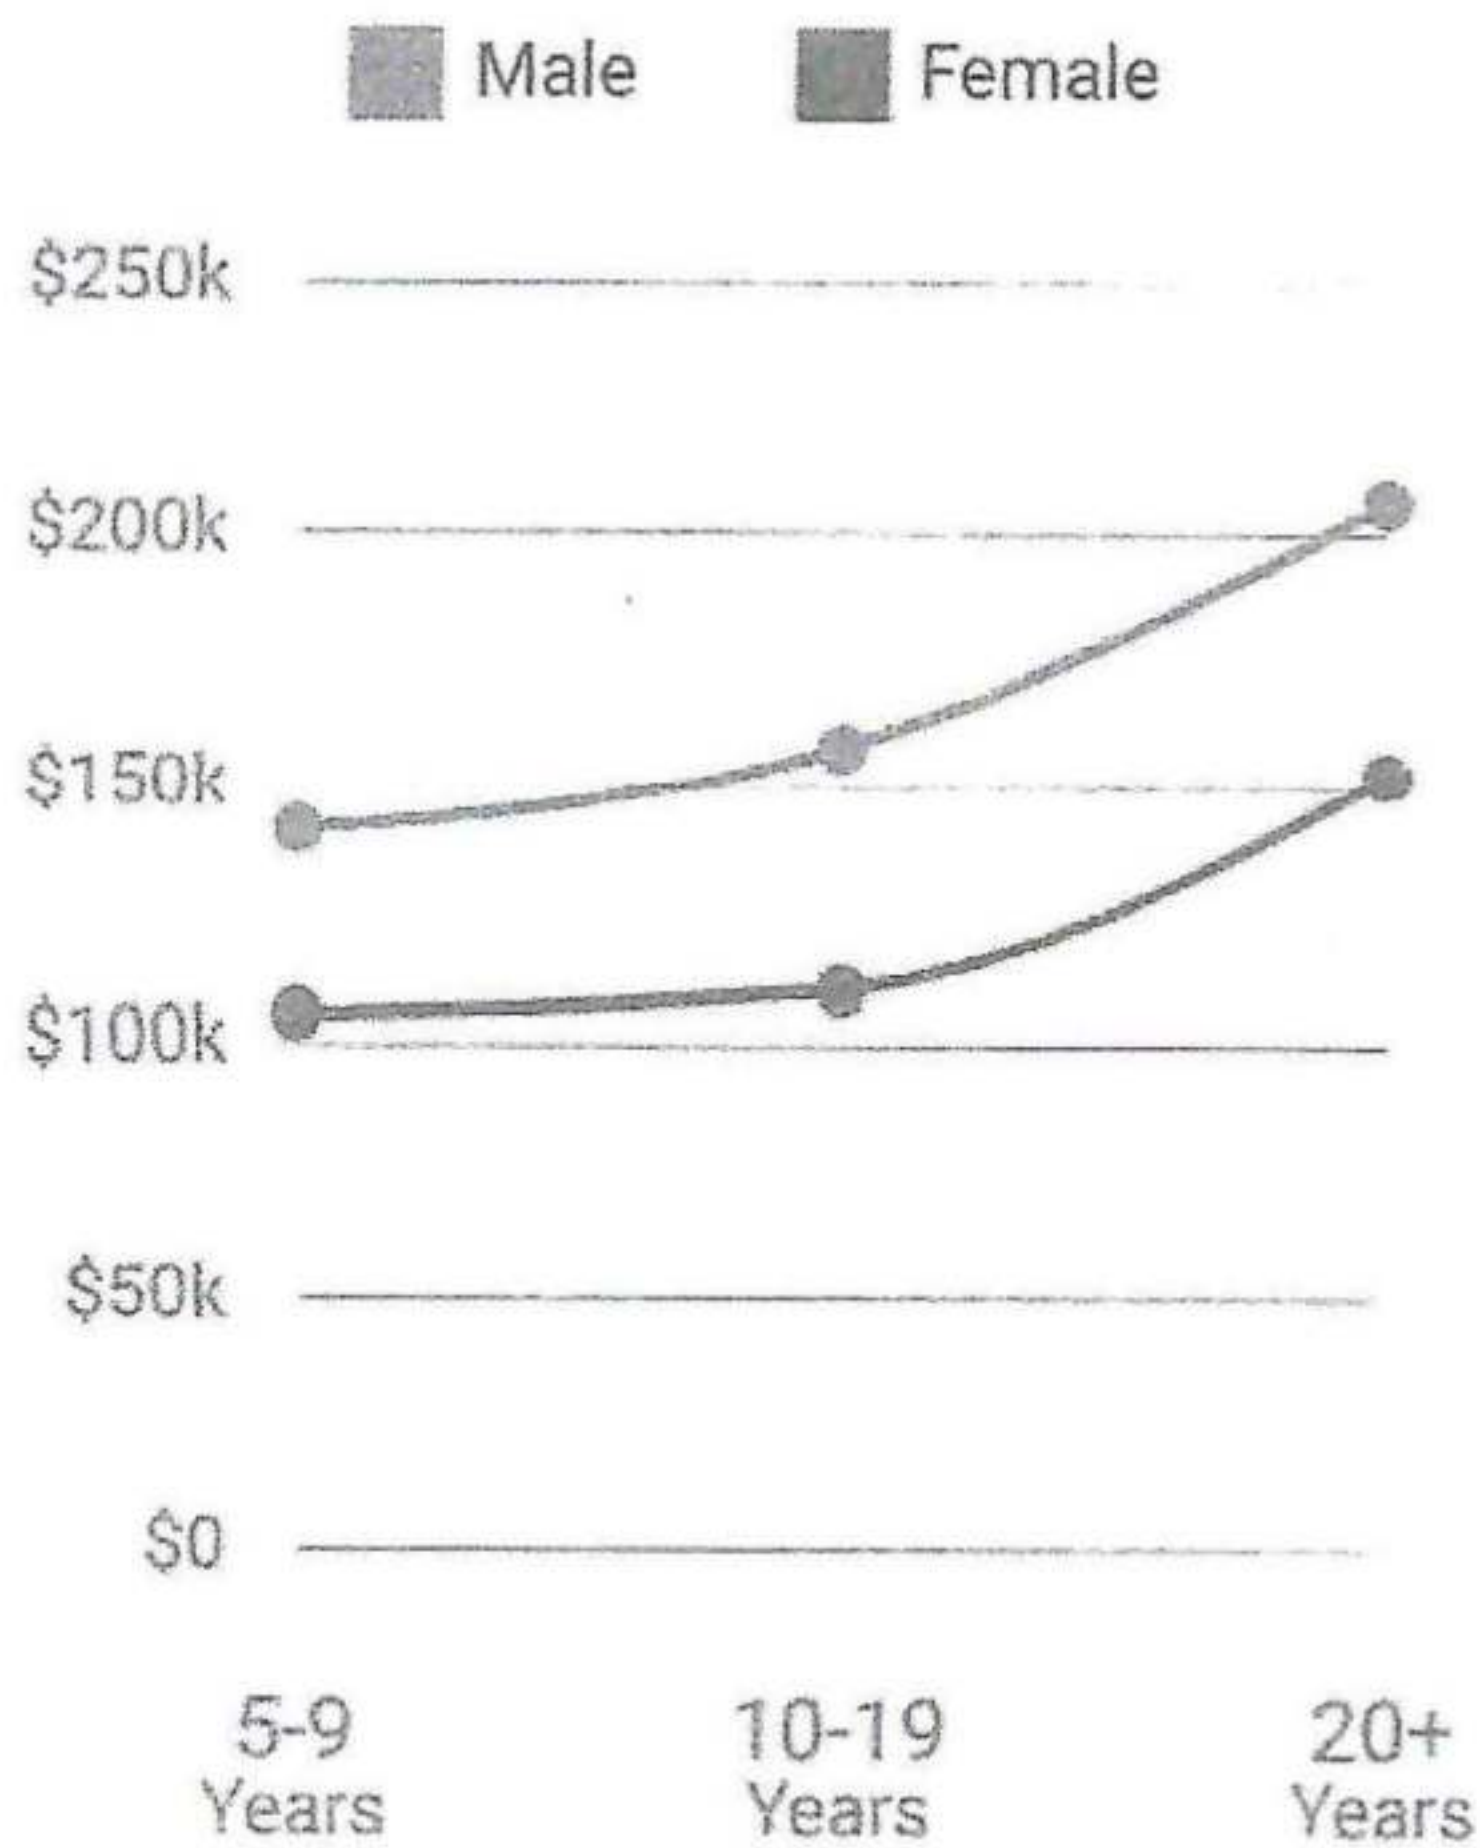 Male Female
$250k
$200k
$150k
$100k
$50k
$0
5-9 10-19 20+
Years Years Years